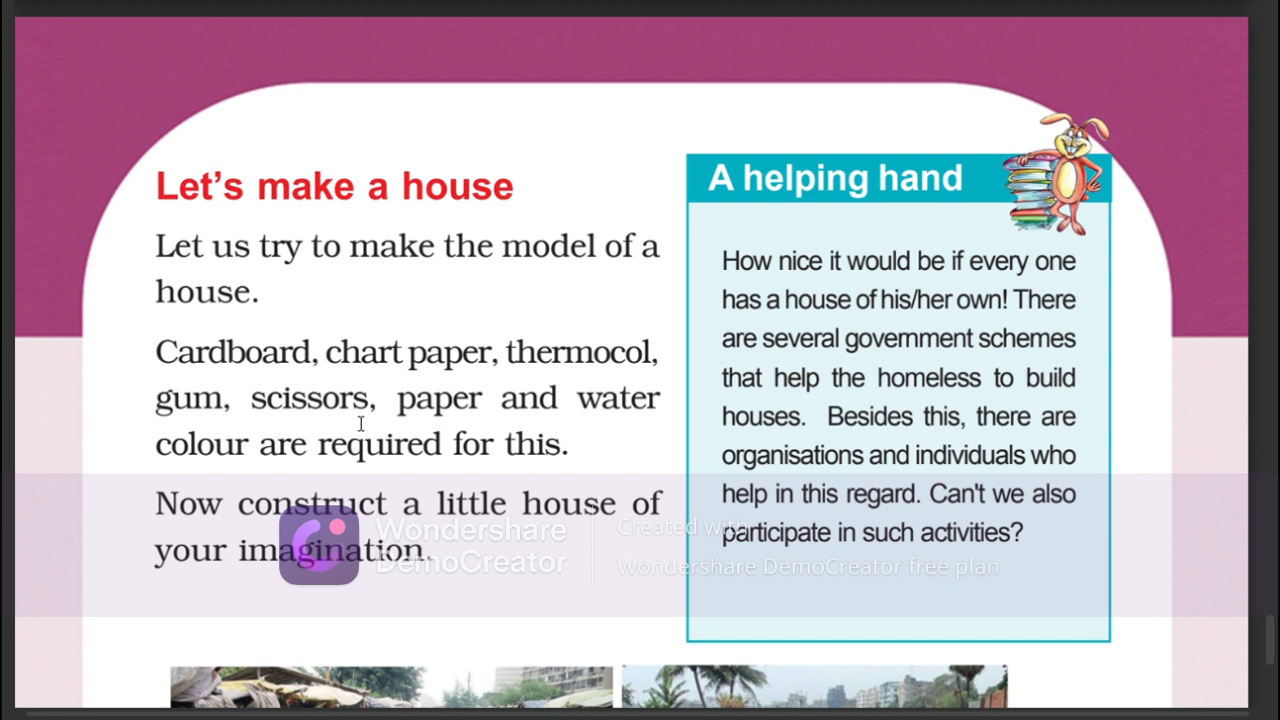 Let's make a house
Let us try to make the model of a
house.
Cardboard, chart paper, thermocol,
gum, scissors, paper and water
colour are required for this.
Now construct a little house of
your imagination.
A helping hand
How nice it would be if every one
has a house of his/her own! There
are several government schemes
that help the homeless to build
houses. Besides this, there are
organisations and individuals who
help in this regard. Can't we also
participate in such activities?
Wondershare
DemoCreator
Created with
Wondershare DemoCreator free plan